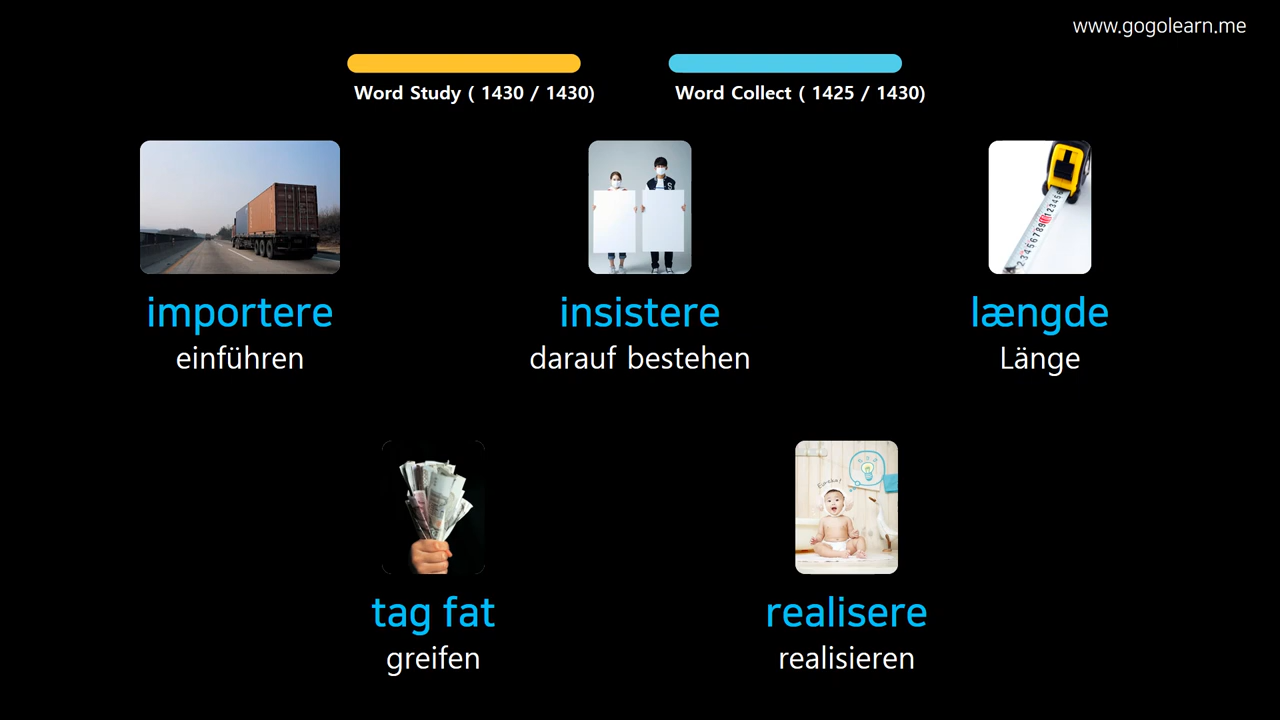 www.gogolearn.me
Word Study ( 1430 / 1430)
Word Collect ( 1425 / 1430)
importere
einführen
insistere
darauf bestehen
længde
Länge
tag fat
greifen
realisere
realisieren